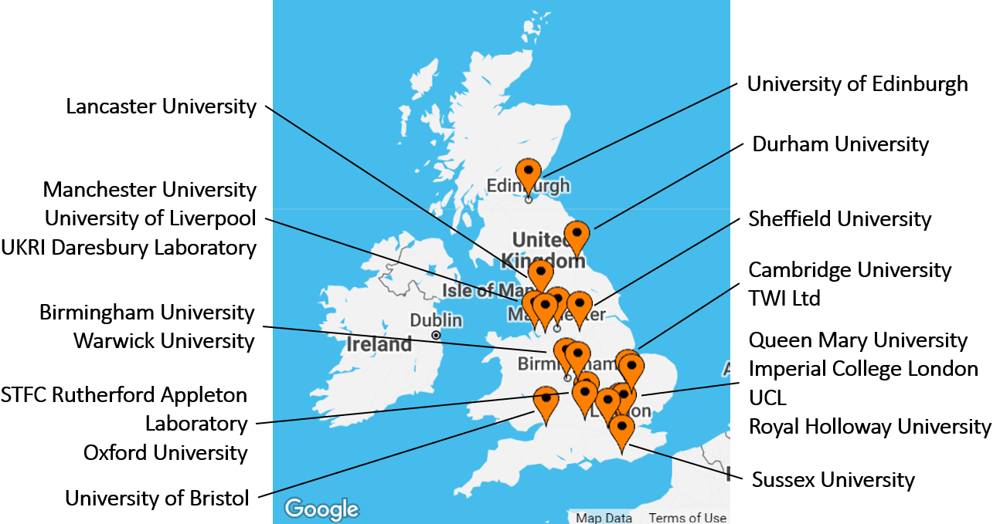 Lancaster University
Manchester University
University of Liverpool
UKRI Daresbury Laboratory
Birmingham University
Warwick University
STFC Rutherford Appleton
Laboratory
Oxford University
University of Bristol
Edinburgh
United
Kingdom
Isle of Man
Dublin
Ireland
Manchester
Birmingham
London
Google
Map Data
Terms of Use
University of Edinburgh
Durham University
Sheffield University
Cambridge University
TWI Ltd
Queen Mary University
Imperial College London
UCL
Royal Holloway University
Sussex University